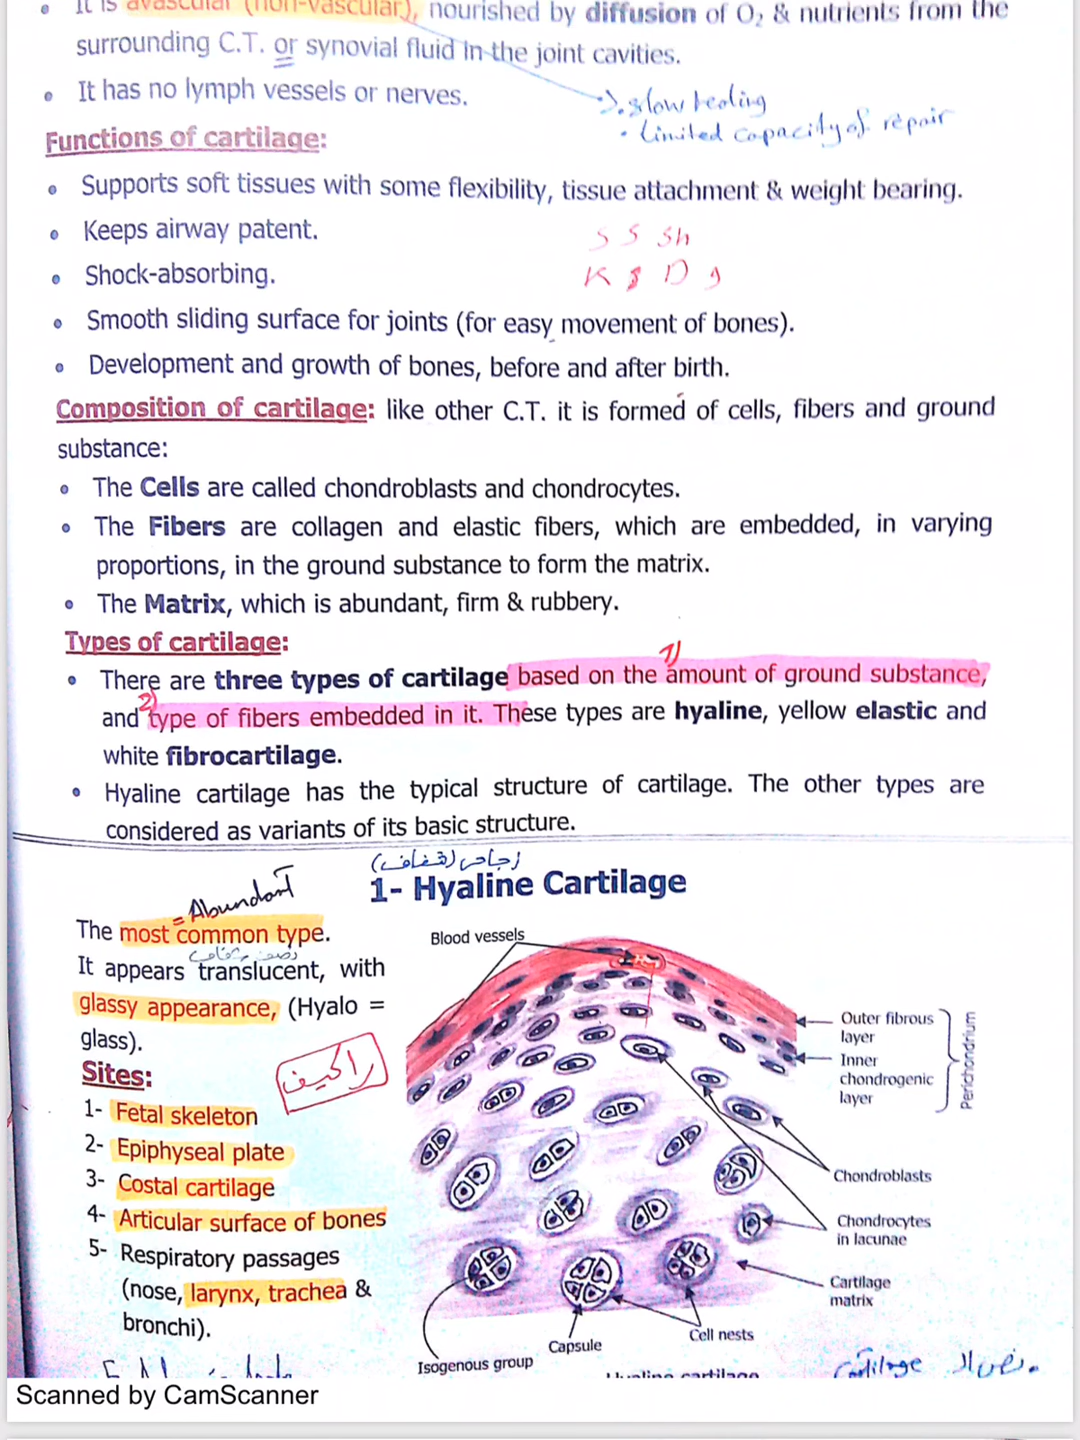 It is avascular (non-vascular), nourished by diffusion of O₂ & nutrients from the
surrounding C.T. or synovial fluid in the joint cavities.
• It has no lymph vessels or nerves.
• slow healing
• Limited capacity of repair
Functions of cartilage:
• Supports soft tissues with some flexibility, tissue attachment & weight bearing.
• Keeps airway patent.
S S Sh
• Shock-absorbing.
K S D
• Smooth sliding surface for joints (for easy movement of bones).
• Development and growth of bones, before and after birth.
Composition of cartilage: like other C.T. it is formed of cells, fibers and ground
substance:
• The Cells are called chondroblasts and chondrocytes.
• The Fibers are collagen and elastic fibers, which are embedded, in varying
proportions, in the ground substance to form the matrix.
• The Matrix, which is abundant, firm & rubbery.
Types of cartilage:
1)
• There are three types of cartilage based on the amount of ground substance,
2)
and type of fibers embedded in it. These types are hyaline, yellow elastic and
white fibrocartilage.
• Hyaline cartilage has the typical structure of cartilage. The other types are
considered as variants of its basic structure.
زجاجي (شفاف)
1- Hyaline Cartilage
= Abundant
The most common type.
It appears translucent, with
glassy appearance, (Hyalo =
glass).
Sites:
1- Fetal skeleton
2- Epiphyseal plate
3- Costal cartilage
4- Articular surface of bones
5- Respiratory passages
(nose, larynx, trachea &
bronchi).
Blood vessels
Outer fibrous
layer
Inner
chondrogenic
layer
Perichondrium
Chondroblasts
Chondrocytes
in lacunae
Cartilage
matrix
Cell nests
Capsule
Isogenous group
Hyaline cartilage
cartilage
Scanned by CamScanner